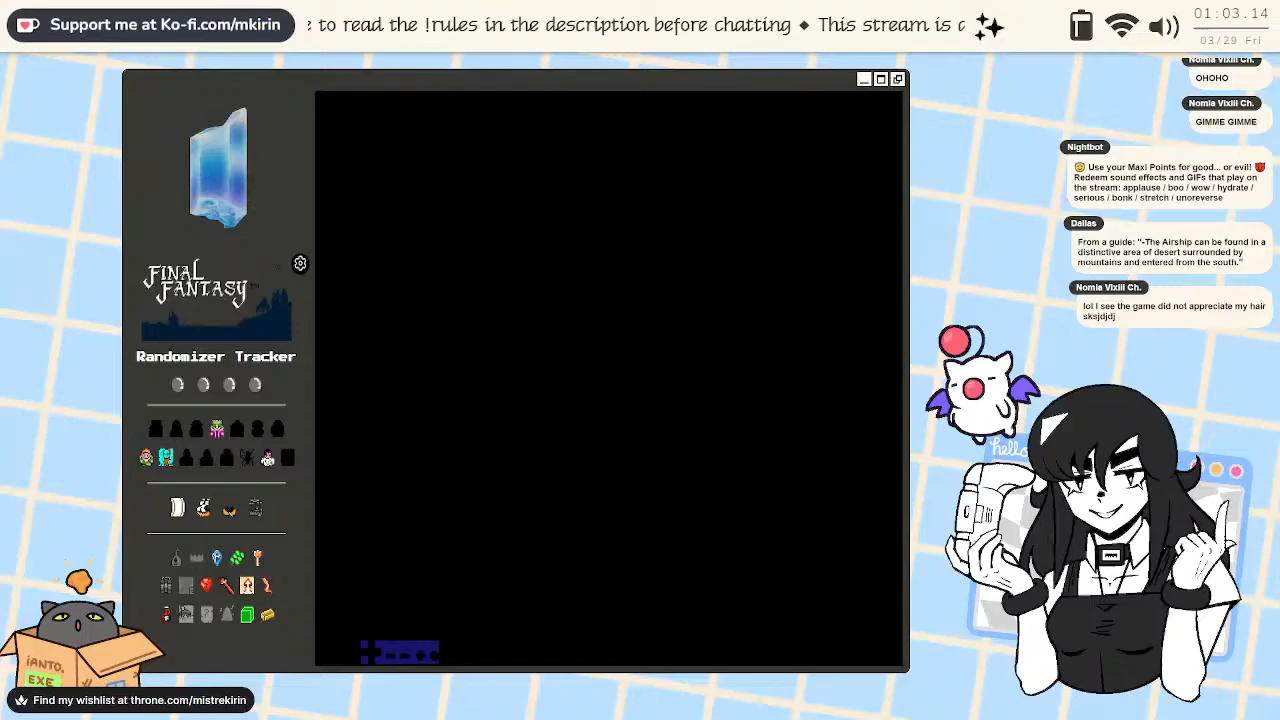 Support me at Ko-fi.com/mkirin
e to read the !rules in the description before chatting ◆ This stream is a
01:03.14
03/29 Fri
Nomia Vixiii Ch.
OHOHO
Nomia Vixiii Ch.
GIMME GIMME
Nightbot
😇 Use your Maxi Points for good... or evil! 👿
Redeem sound effects and GIFs that play on
the stream: applause / boo / wow / hydrate /
serious / bonk / stretch / unoreverse
Dallas
From a guide: "-The Airship can be found in a
distinctive area of desert surrounded by
mountains and entered from the south."
Nomia Vixiii Ch.
lol I see the game did not appreciate my hair
sksjdjdj
FINAL
FANTASY
Randomizer Tracker
hello
iANTO.
EXE
Find my wishlist at throne.com/mistrekirin